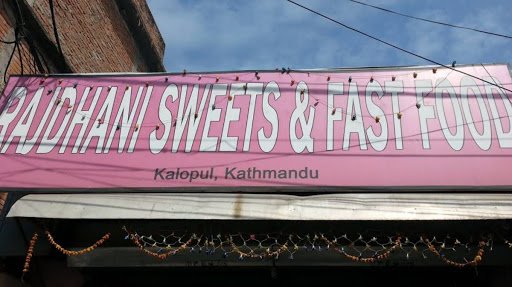 RAJDHANI SWEETS & FAST FOOD
Kalopul, Kathmandu